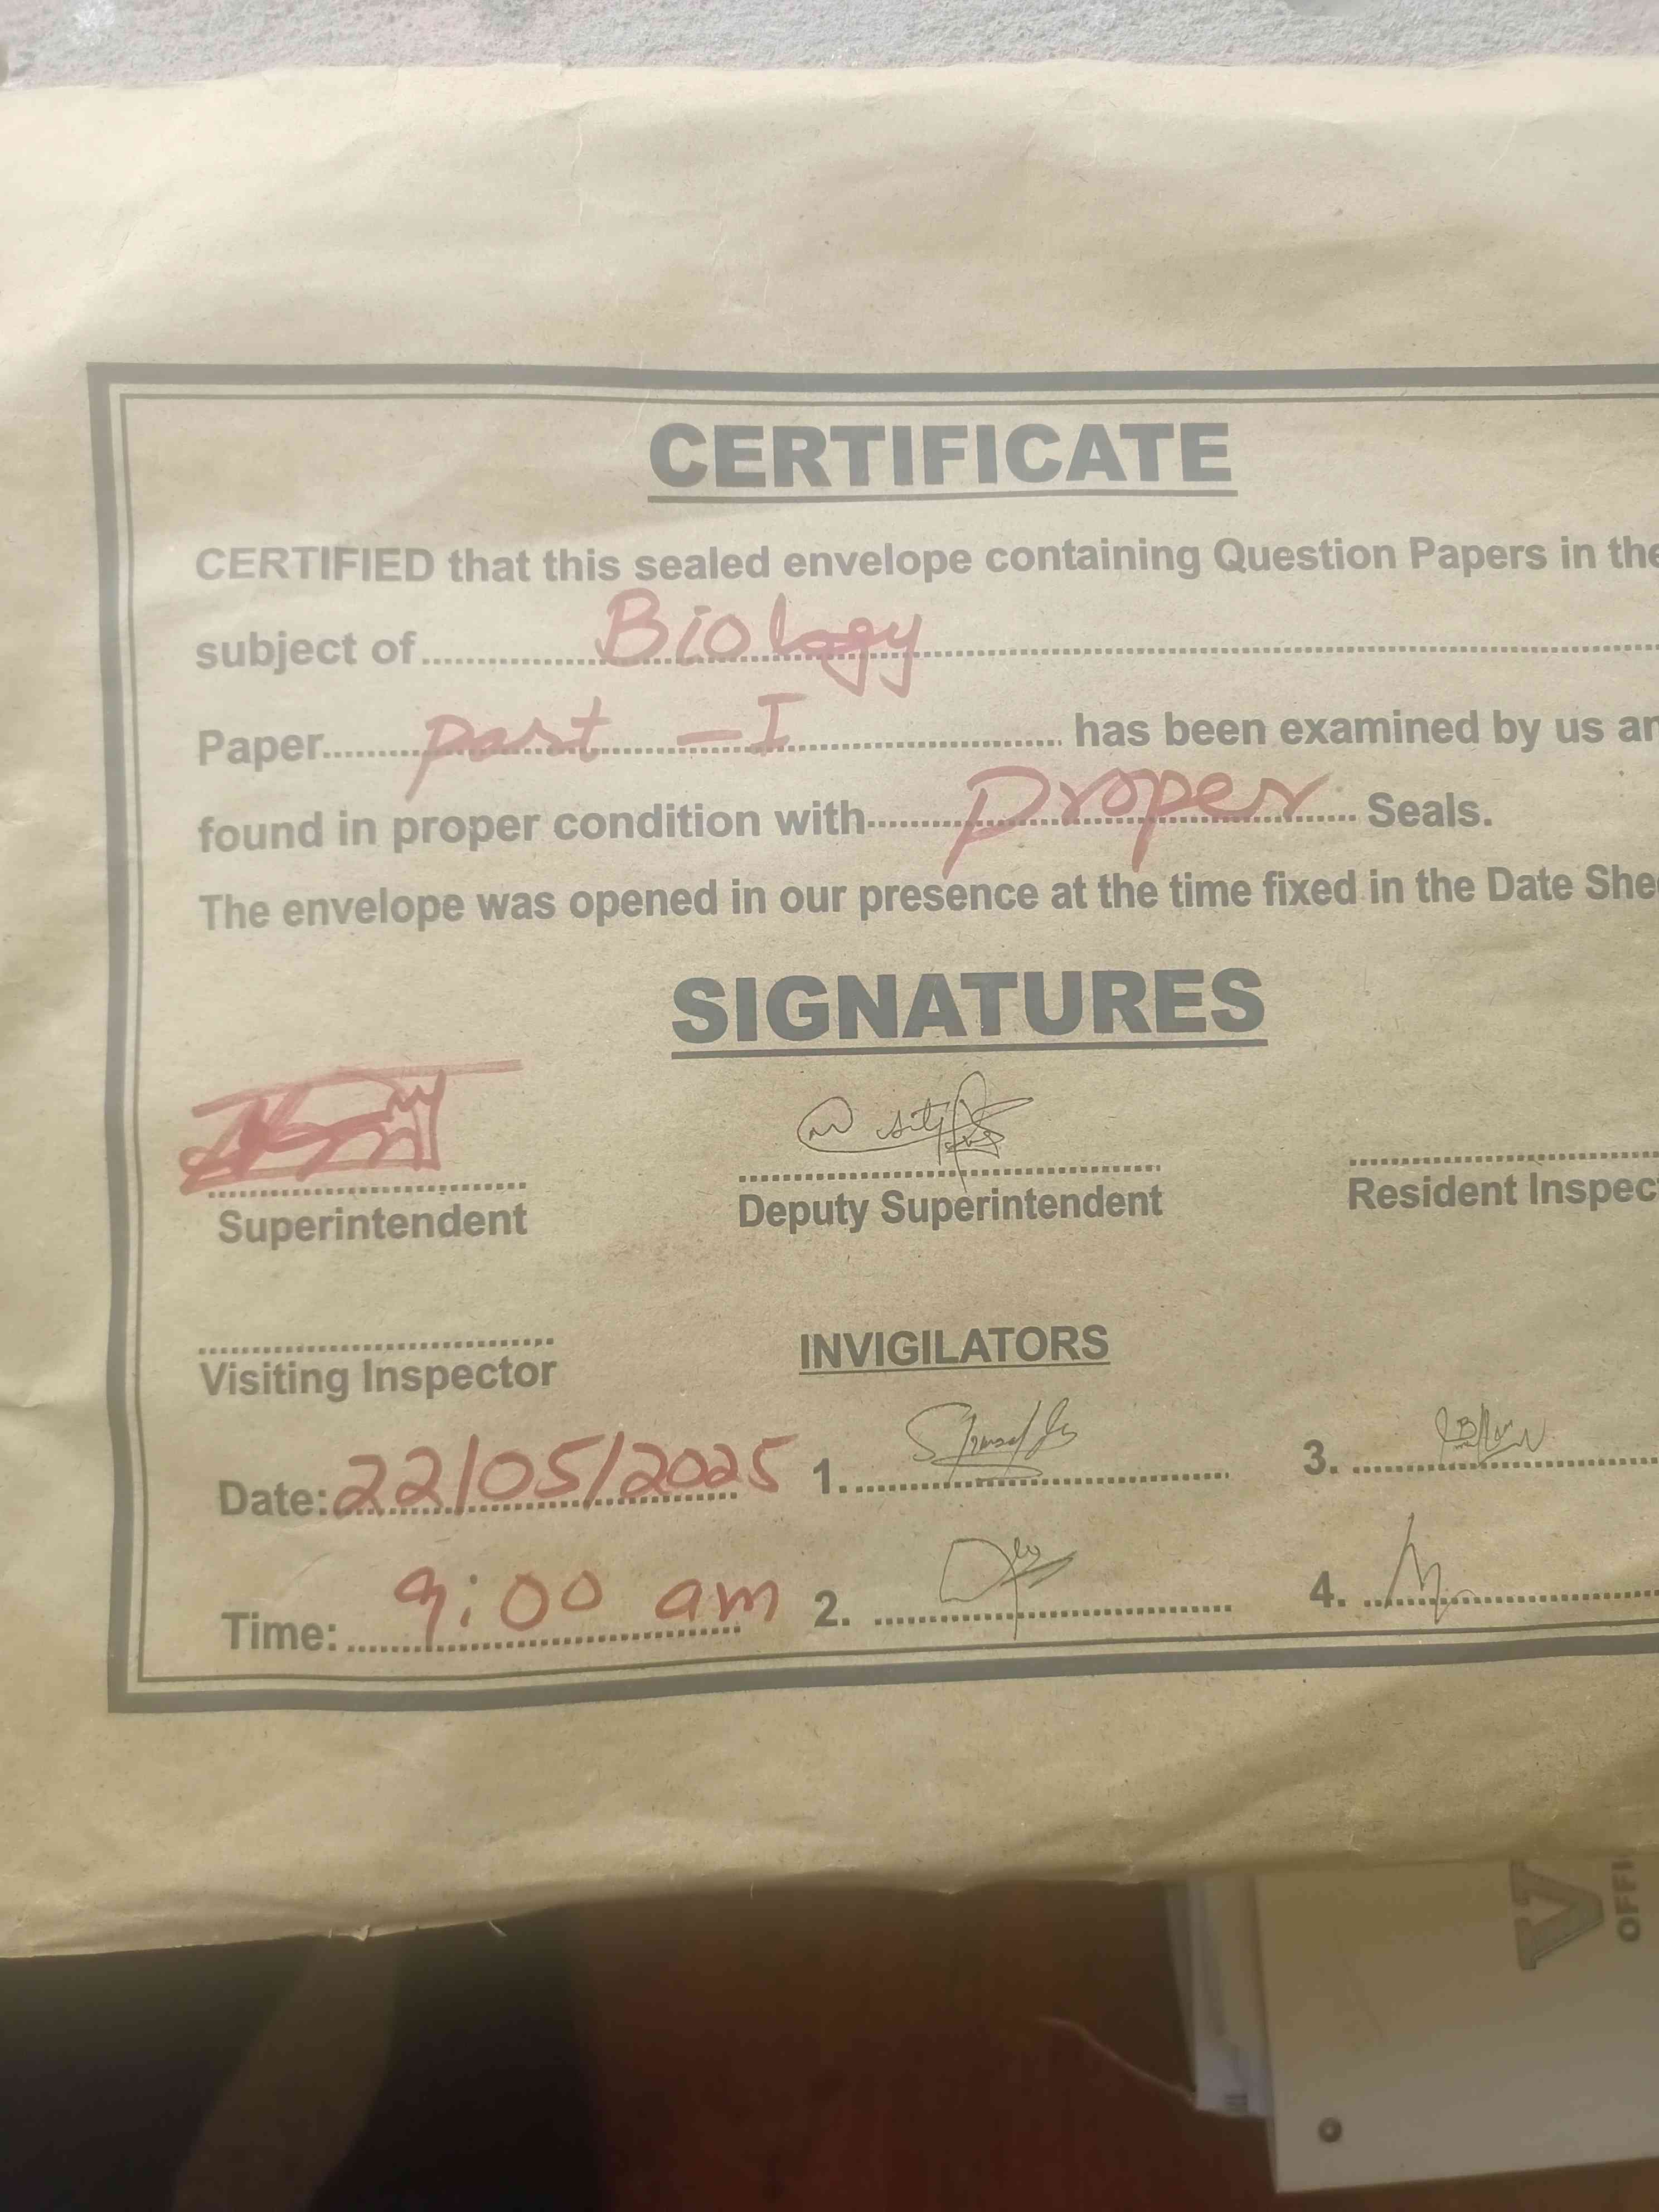 CERTIFICATE
CERTIFIED that this sealed envelope containing Question Papers in the
subject of Biology
Paper Part - I has been examined by us an
found in proper condition with proper Seals.
The envelope was opened in our presence at the time fixed in the Date She
SIGNATURES
Superintendent Deputy Superintendent Resident Inspec
Visiting Inspector INVIGILATORS
Date: 22/05/2025 1. 3.
Time: 9:00 am 2. 4.
V
OFFI